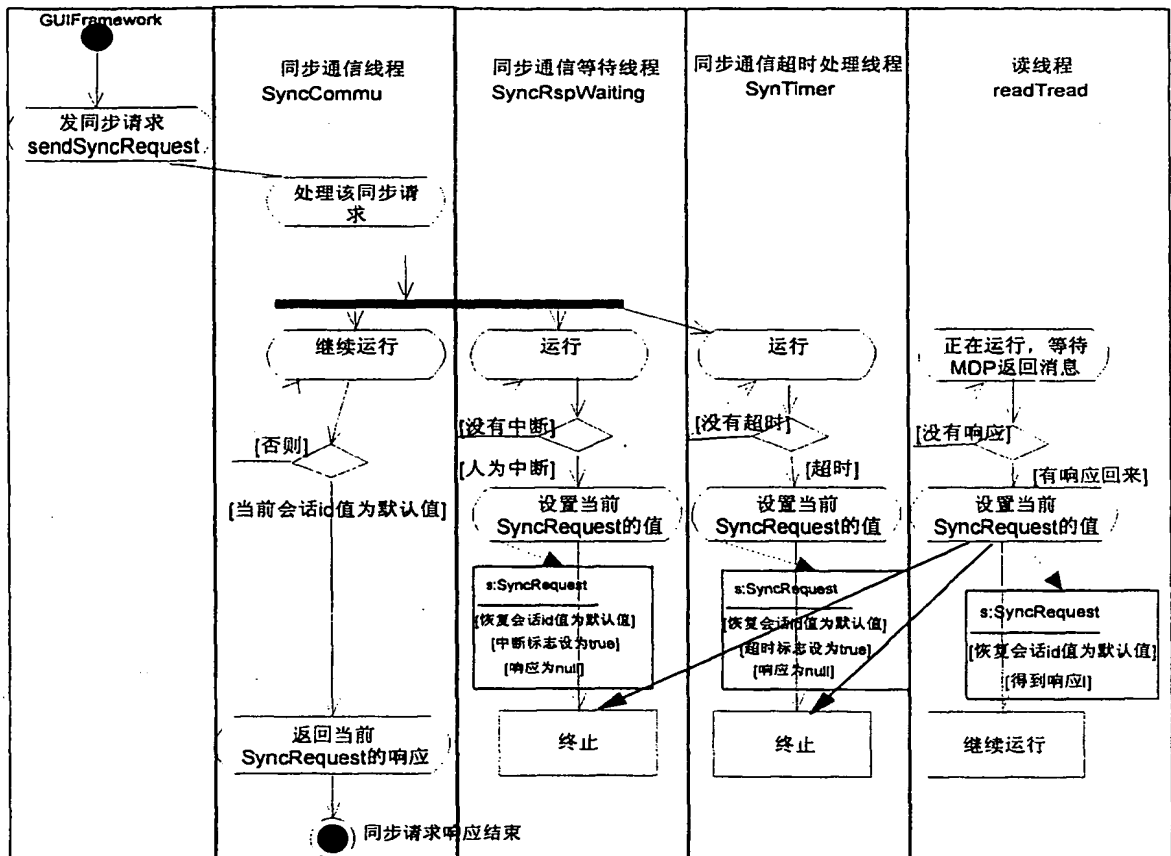 GUIFramework
同步通信线程
SyncCommu
同步通信等待线程
SyncRspWaiting
同步通信超时处理线程
SynTimer
读线程
readTread
发同步请求
sendSyncRequest
处理该同步请
求
继续运行
运行
运行
正在运行，等待
MDP返回消息
[否则]
[没有中断]
[没有超时]
[没有响应]
[当前会话id值为默认值]
[人为中断]
[超时]
[有响应回来]
设置当前
SyncRequest的值
设置当前
SyncRequest的值
设置当前
SyncRequest的值
s:SyncRequest
[恢复会话id值为默认值]
[中断标志设为true]
[响应为null]
s:SyncRequest
[恢复会话id值为默认值]
[超时标志设为true]
[响应为null]
s:SyncRequest
[恢复会话id值为默认值]
[得到响应l]
返回当前
SyncRequest的响应
终止
终止
继续运行
同步请求响应结束